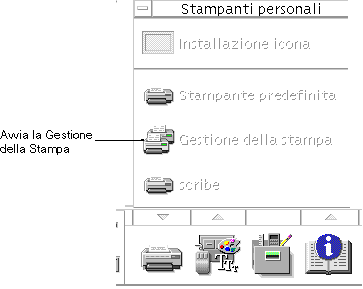 Stampanti personali
Installazione icona
Stampante predefinita
Avvia la Gestione
della Stampa
Gestione della stampa
scribe